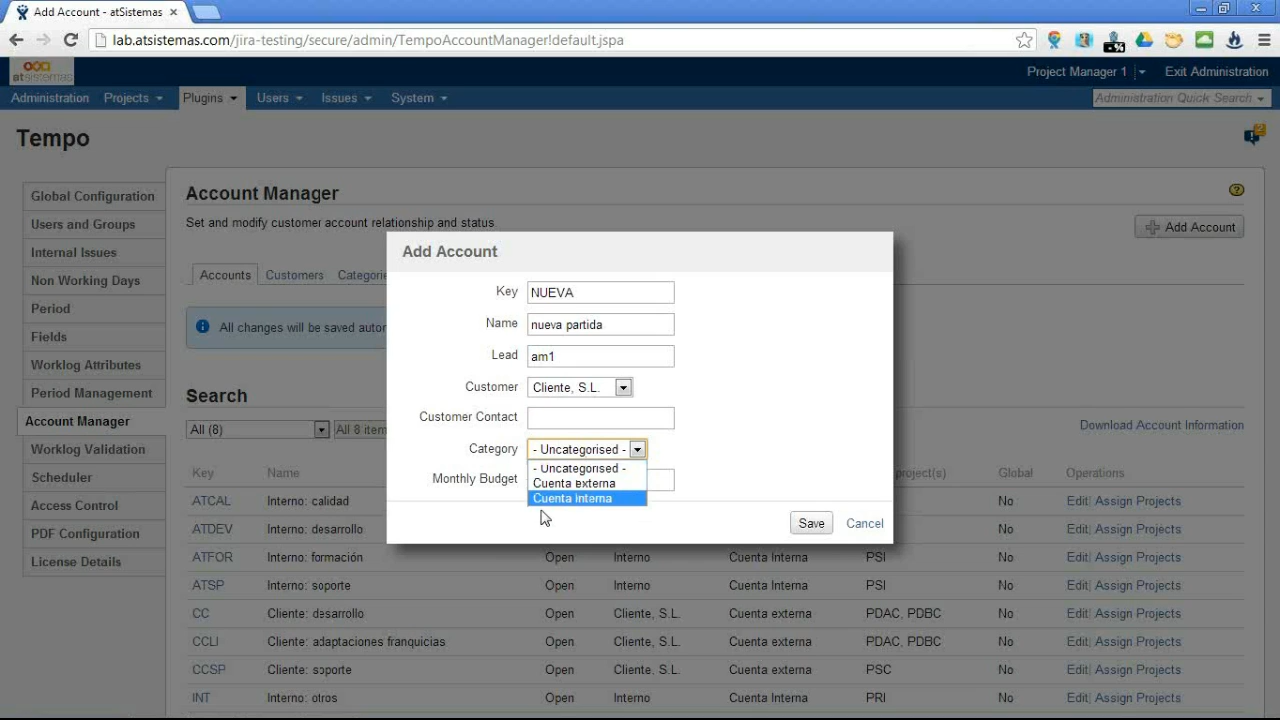 Add Account - atSistemas
lab.atsistemas.com/jira-testing/secure/admin/TempoAccountManager!default.jspa
atsistemas
Project Manager 1 Exit Administration
Administration Projects Plugins Users Issues System Administration Quick Search
Tempo
Global Configuration
Users and Groups
Internal Issues
Non Working Days
Period
Fields
Worklog Attributes
Period Management
Account Manager
Worklog Validation
Scheduler
Access Control
PDF Configuration
License Details
Account Manager
Set and modify customer account relationship and status.
Add Account
Accounts Customers Categorie
All changes will be saved autor
Search
All (8) All 8 item
Download Account Information
Add Account
Key NUEVA
Name nueva partida
Lead am1
Customer Cliente, S.L.
Customer Contact
Category - Uncategorised -
- Uncategorised -
Cuenta externa
Cuenta Interna
Monthly Budget
Save Cancel
Key Name project(s) Global Operations
ATCAL Interno: calidad No Edit| Assign Projects
ATDEV Interno: desarrollo No Edit| Assign Projects
ATFOR Interno: formación Open Interno Cuenta Interna PSI No Edit| Assign Projects
ATSP Interno: soporte Open Interno Cuenta Interna PSI No Edit| Assign Projects
CC Cliente: desarrollo Open Cliente, S.L. Cuenta externa PDAC, PDBC No Edit| Assign Projects
CCLI Cliente: adaptaciones franquicias Open Cliente, S.L. Cuenta externa PDAC, PDBC No Edit| Assign Projects
CCSP Cliente: soporte Open Cliente, S.L. Cuenta externa PSC No Edit| Assign Projects
INT Interno: otros Open Interno Cuenta Interna PRI No Edit| Assign Projects